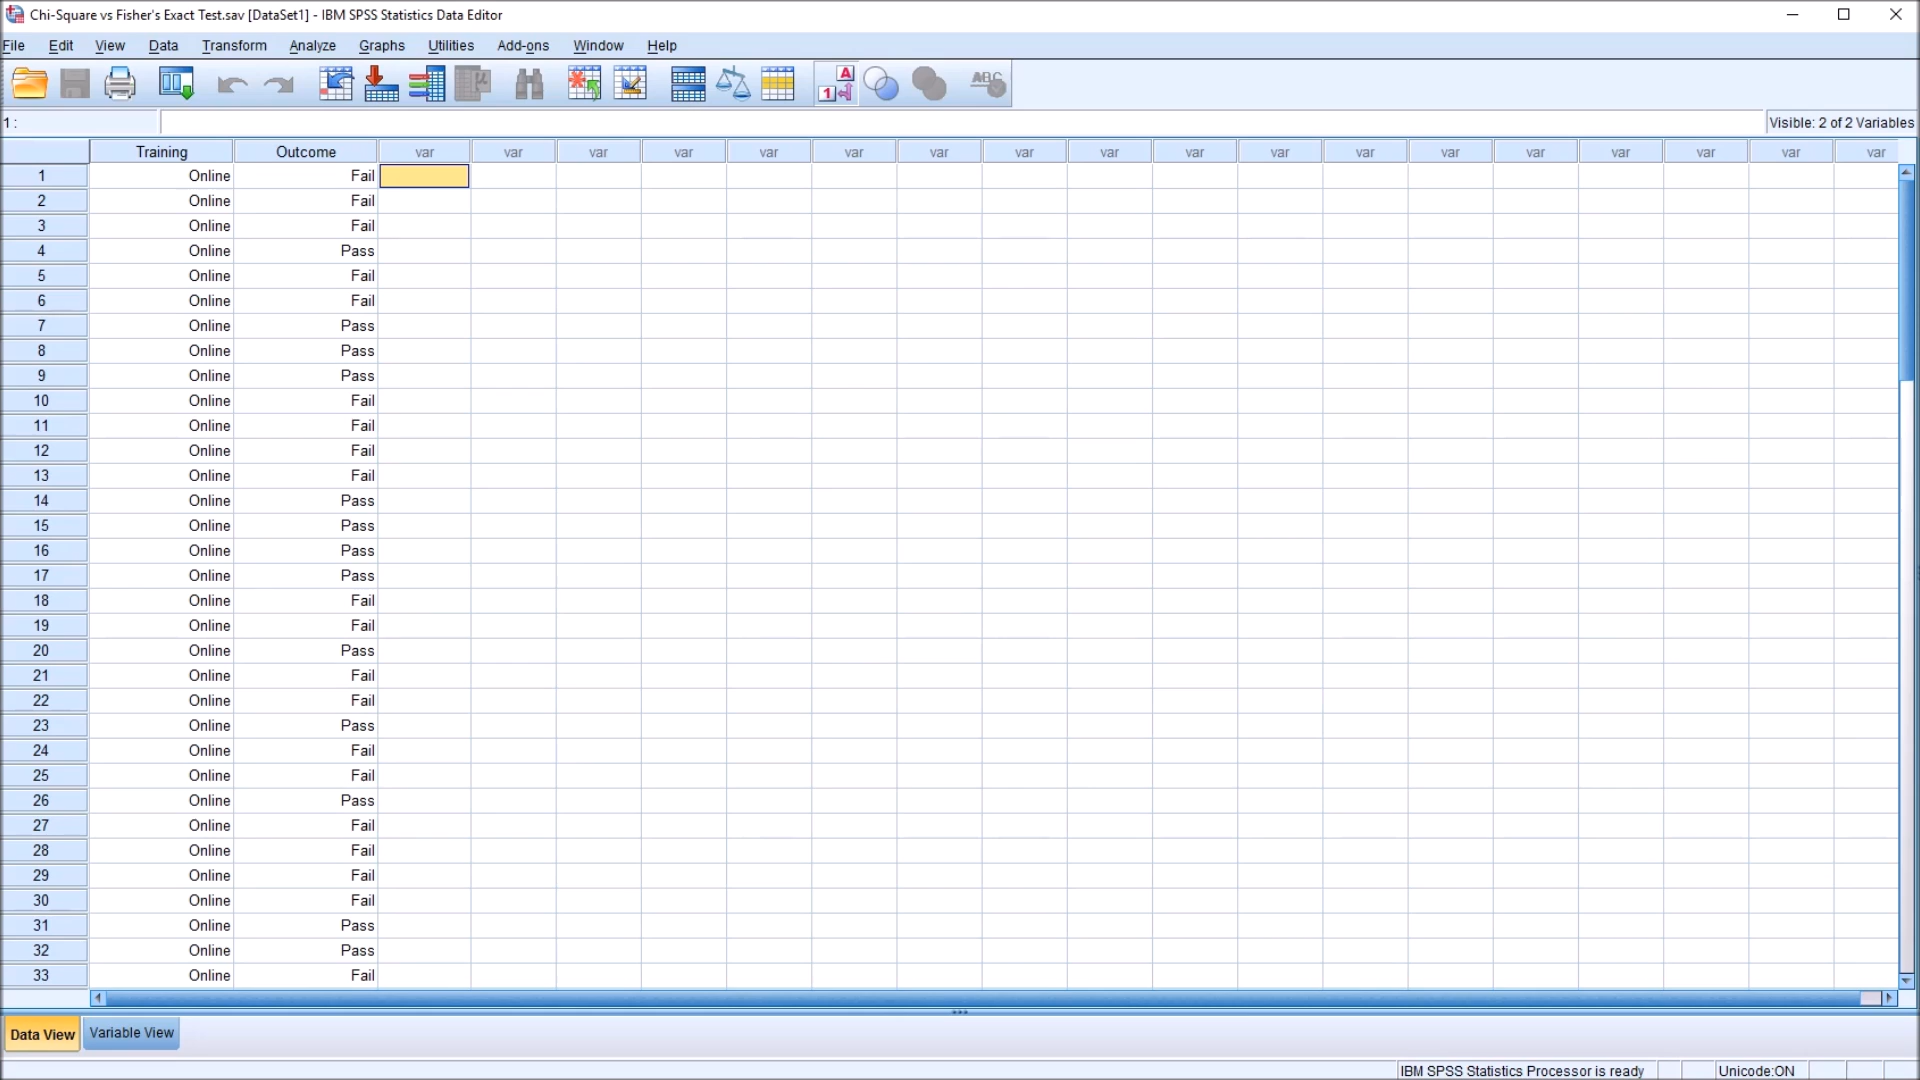 Chi-Square vs Fisher's Exact Test.sav [DataSet1] - IBM SPSS Statistics Data Editor
File Edit View Data Transform Analyze Graphs Utilities Add-ons Window Help
A 1 ABC
1 : Visible: 2 of 2 Variables
Training Outcome var var var var var var var var var var var var var var var var var var
1 Online Fail
2 Online Fail
3 Online Fail
4 Online Pass
5 Online Fail
6 Online Fail
7 Online Pass
8 Online Pass
9 Online Pass
10 Online Fail
11 Online Fail
12 Online Fail
13 Online Fail
14 Online Pass
15 Online Pass
16 Online Pass
17 Online Pass
18 Online Fail
19 Online Fail
20 Online Pass
21 Online Fail
22 Online Fail
23 Online Pass
24 Online Fail
25 Online Fail
26 Online Pass
27 Online Fail
28 Online Fail
29 Online Fail
30 Online Fail
31 Online Pass
32 Online Pass
33 Online Fail
Data View Variable View
IBM SPSS Statistics Processor is ready Unicode:ON